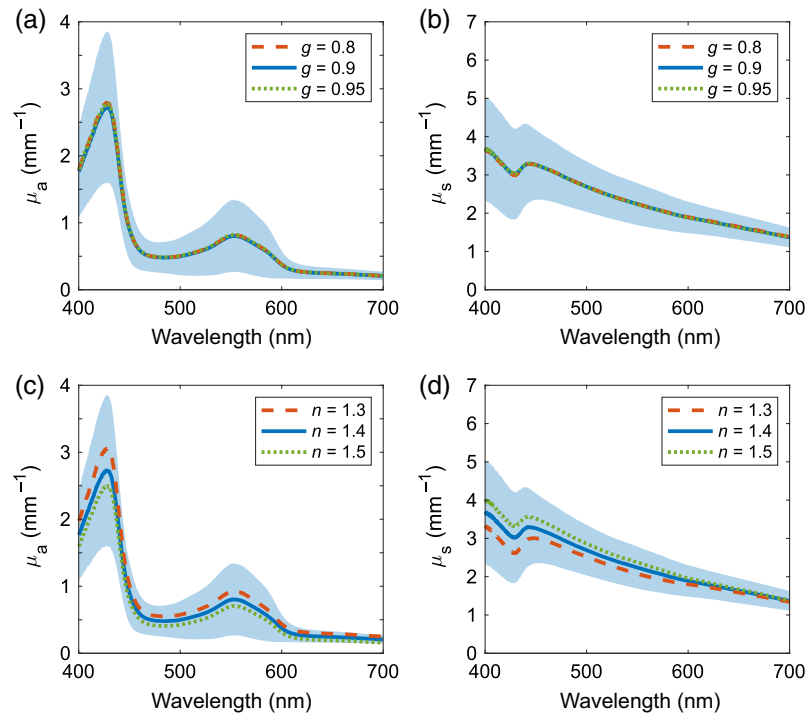 (a)
4
3
2
1
0
μa (mm−1)
400 500 600 700
Wavelength (nm)
g = 0.8
g = 0.9
g = 0.95
(b)
7
6
5
4
3
2
1
0
μs (mm−1)
400 500 600 700
Wavelength (nm)
g = 0.8
g = 0.9
g = 0.95
(c)
4
3
2
1
0
μa (mm−1)
400 500 600 700
Wavelength (nm)
n = 1.3
n = 1.4
n = 1.5
(d)
7
6
5
4
3
2
1
0
μs (mm−1)
400 500 600 700
Wavelength (nm)
n = 1.3
n = 1.4
n = 1.5